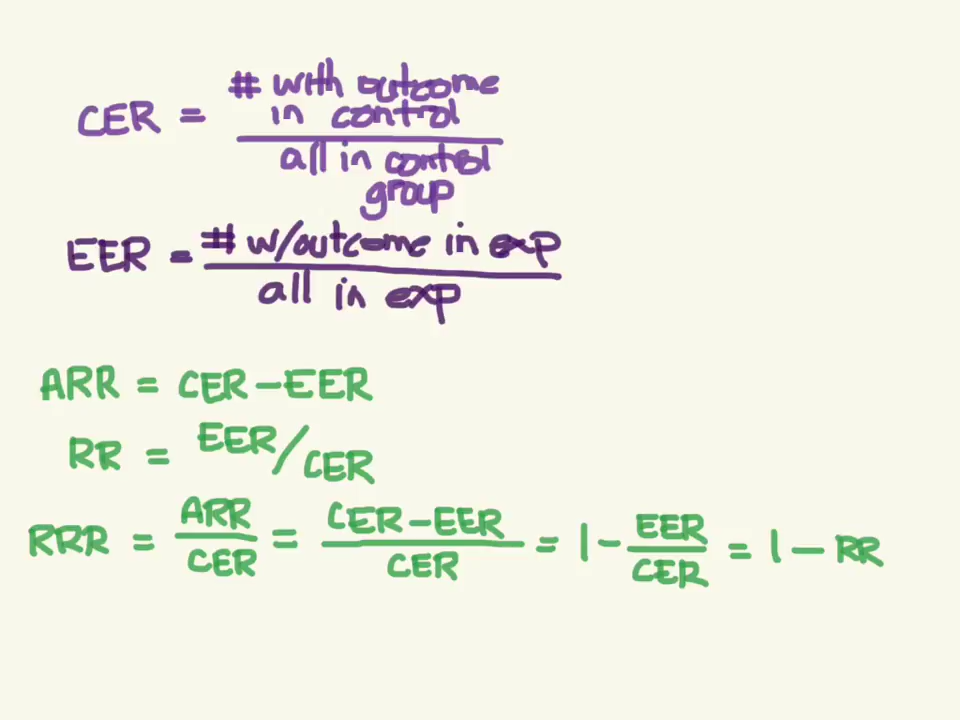 # with outcome
in control
CER =
all in control
group
# w/outcome in exp
EER =
all in exp
ARR = CER-EER
RR = EER/CER
RRR = ARR/CER = CER-EER/CER = 1-EER/CER = 1-RR